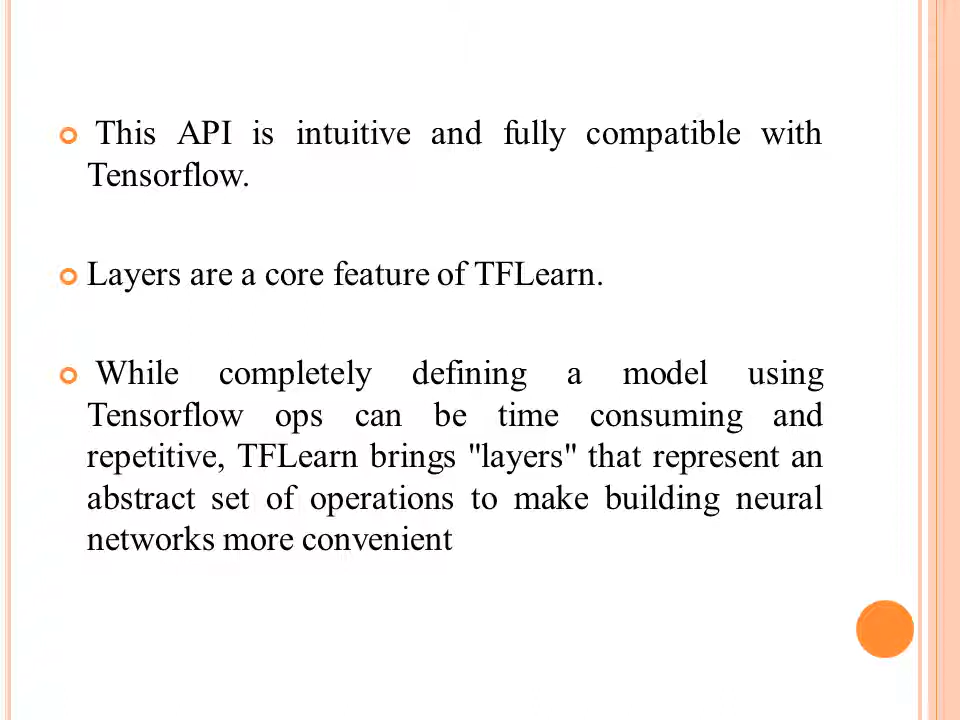 This API is intuitive and fully compatible with
Tensorflow.
Layers are a core feature of TFLearn.
While completely defining a model using
Tensorflow ops can be time consuming and
repetitive, TFLearn brings "layers" that represent an
abstract set of operations to make building neural
networks more convenient